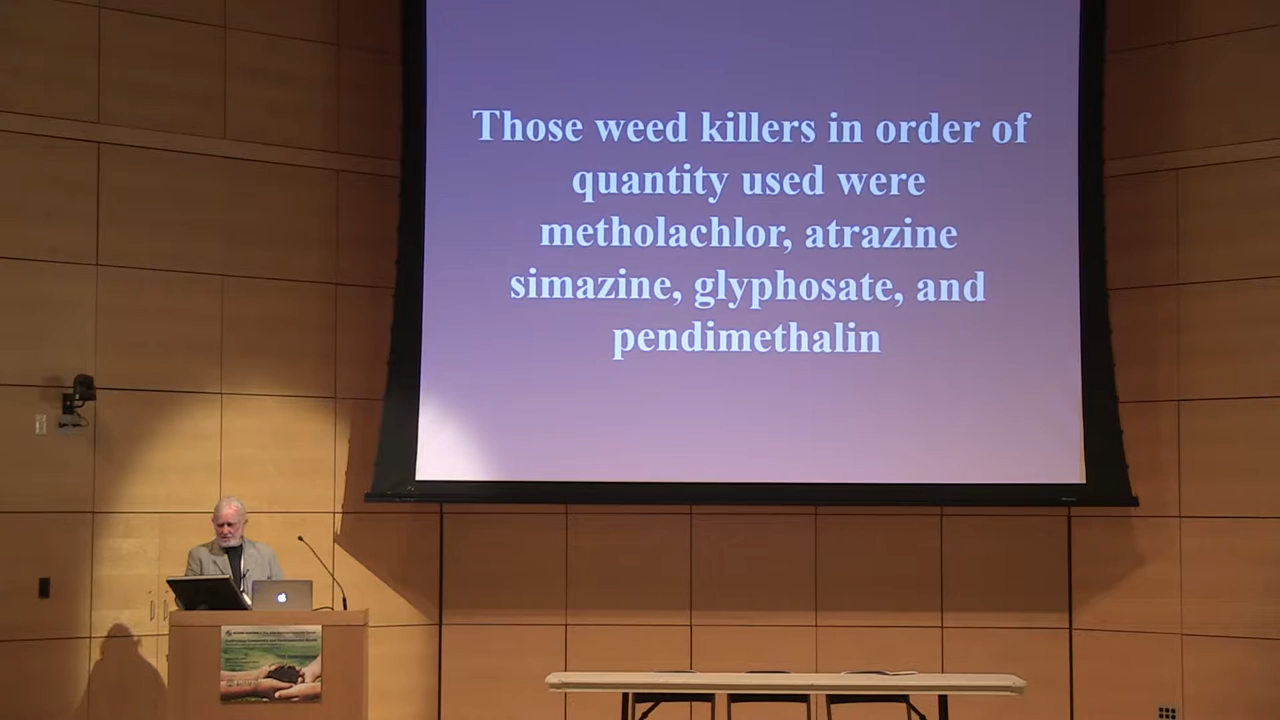 Those weed killers in order of
quantity used were
metholachlor, atrazine
simazine, glyphosate, and
pendimethalin